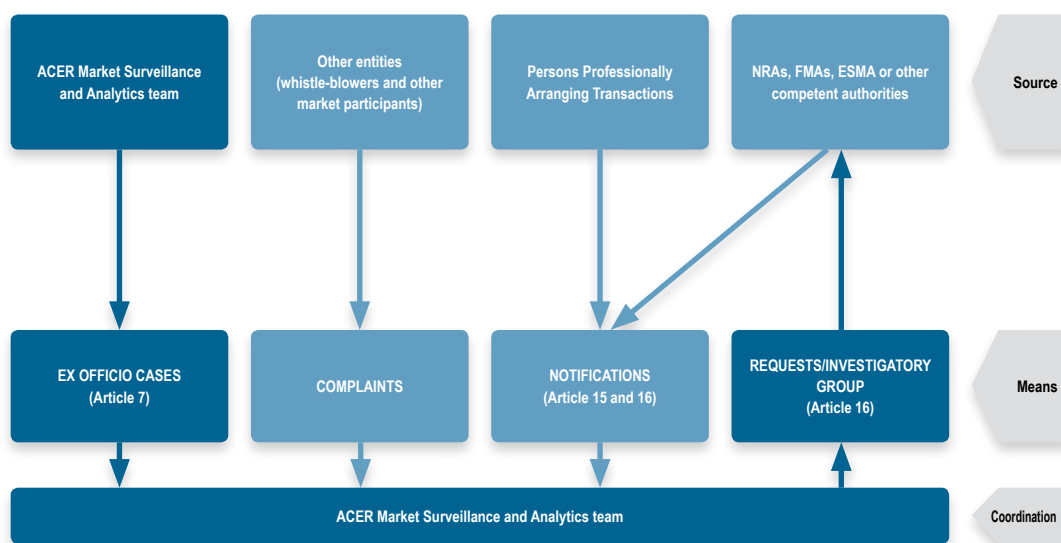 ACER Market Surveillance
and Analytics team
Other entities
(whistle-blowers and other
market participants)
Persons Professionally
Arranging Transactions
NRAs, FMAs, ESMA or other
competent authorities
Source
EX OFFICIO CASES
(Article 7)
COMPLAINTS
NOTIFICATIONS
(Article 15 and 16)
REQUESTS/INVESTIGATORY
GROUP
(Article 16)
Means
ACER Market Surveillance and Analytics team
Coordination